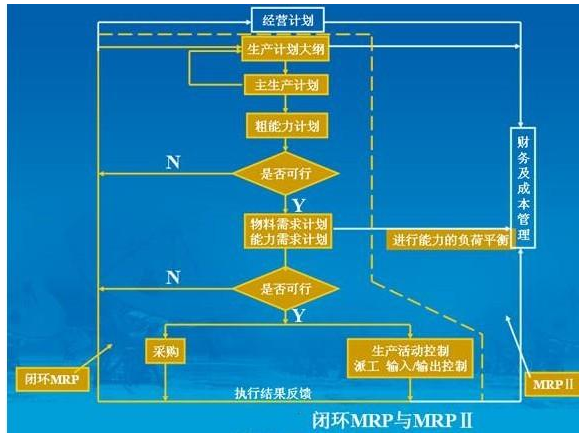 经营计划
生产计划大纲
主生产计划
粗能力计划
N
是否可行
Y
财务及成本管理
物料需求计划
能力需求计划
进行能力的负荷平衡
N
是否可行
Y
采购
生产活动控制
派工 输入/输出控制
闭环MRP
MRPⅡ
执行结果反馈
闭环MRP与MRPⅡ